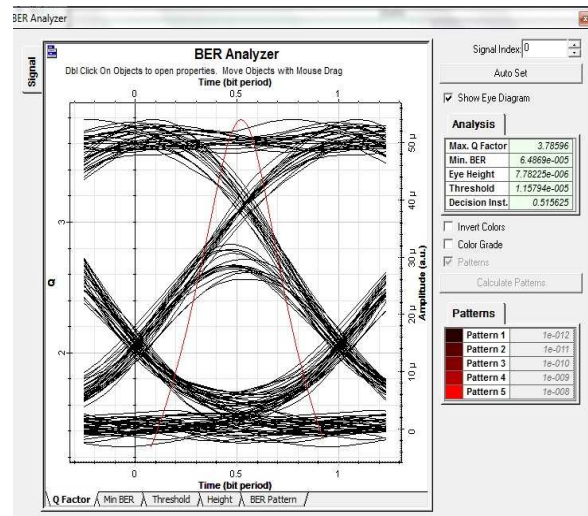 BER Analyzer
BER Analyzer
Dbl Click On Objects to open properties. Move Objects with Mouse Drag
Time (bit period)
0 0.5 1
Signal
Q
3
2
Amplitude (a.u.)
50 µ
40 µ
30 µ
20 µ
10 µ
0
0 0.5 1
Time (bit period)
Q Factor Min BER Threshold Height BER Pattern
Signal Index: 0
Auto Set
Show Eye Diagram
Analysis
Max. Q Factor 3.78596
Min. BER 6.4869e-005
Eye Height 7.78225e-006
Threshold 1.15794e-005
Decision Inst. 0.515625
Invert Colors
Color Grade
Patterns
Calculate Patterns
Patterns
Pattern 1 1e-012
Pattern 2 1e-011
Pattern 3 1e-010
Pattern 4 1e-009
Pattern 5 1e-008